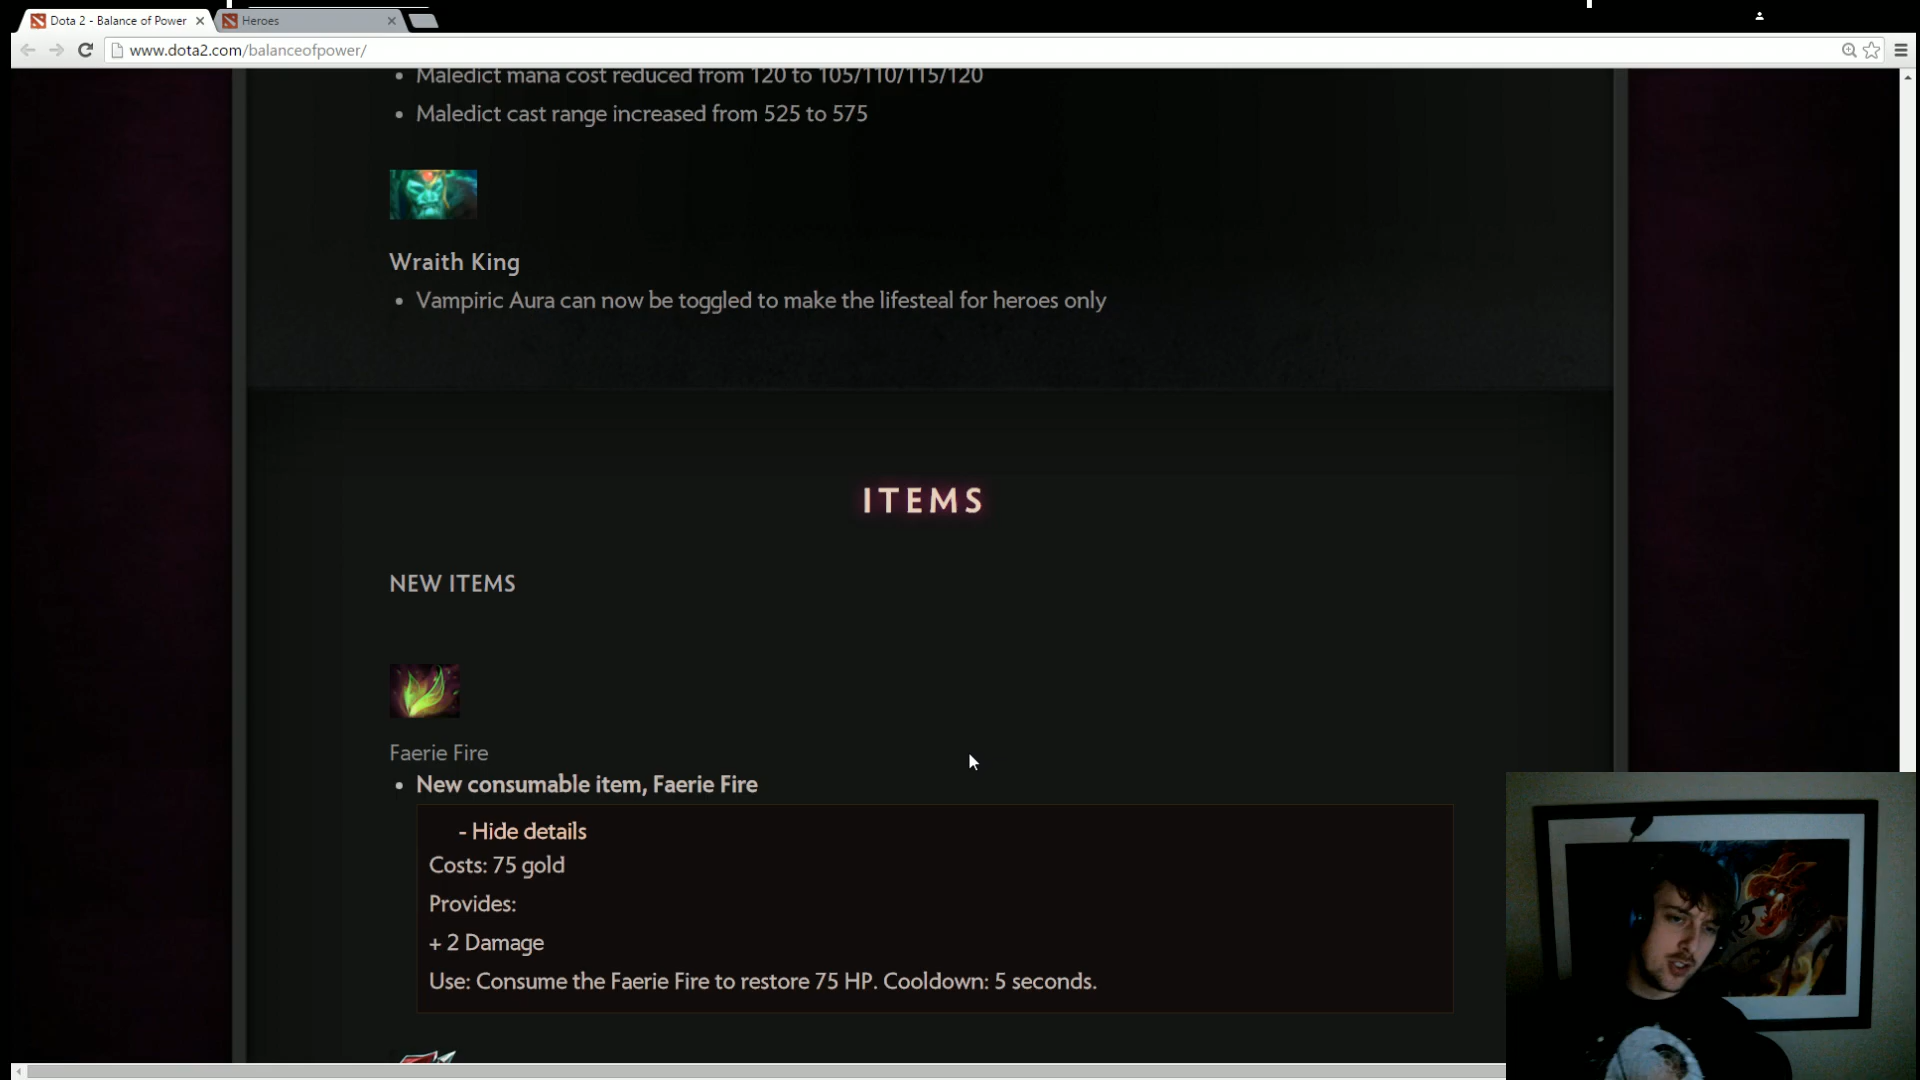 Dota 2 - Balance of Power
Heroes
www.dota2.com/balanceofpower/
Maledict mana cost reduced from 120 to 105/110/115/120
Maledict cast range increased from 525 to 575
Wraith King
Vampiric Aura can now be toggled to make the lifesteal for heroes only
ITEMS
NEW ITEMS
Faerie Fire
New consumable item, Faerie Fire
- Hide details
Costs: 75 gold
Provides:
+ 2 Damage
Use: Consume the Faerie Fire to restore 75 HP. Cooldown: 5 seconds.